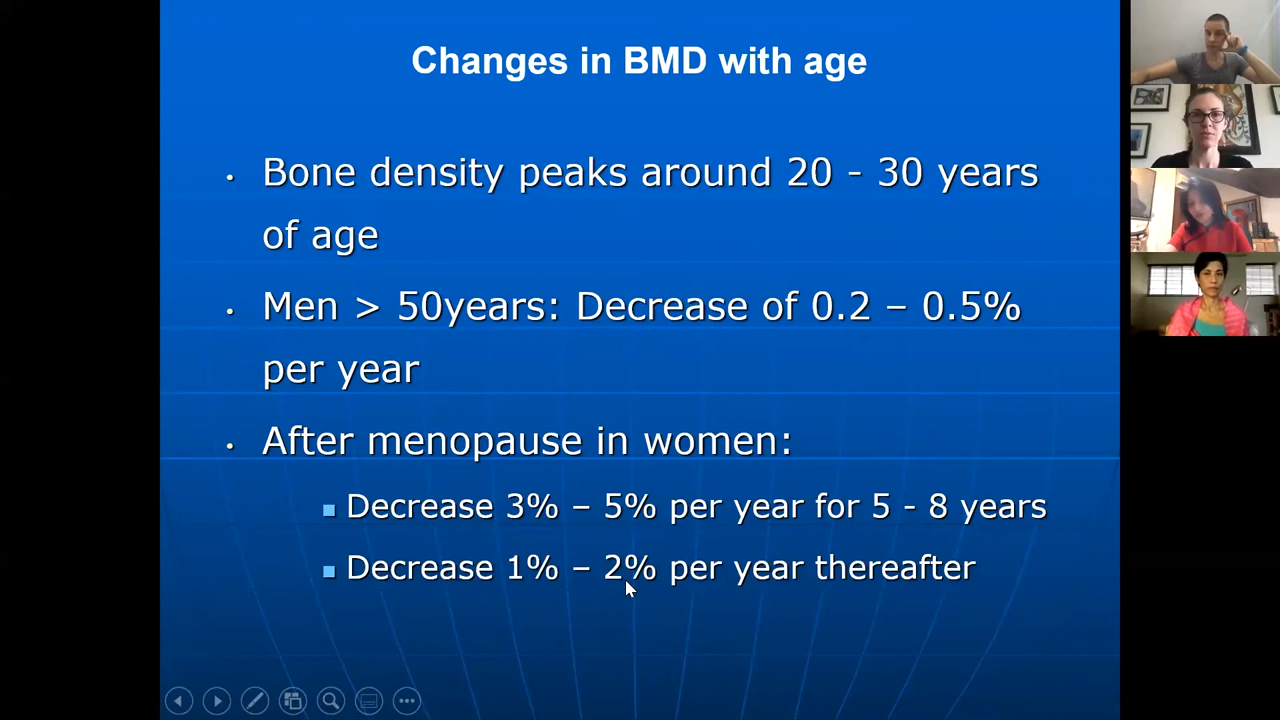 Changes in BMD with age
• Bone density peaks around 20 - 30 years
of age
• Men > 50years: Decrease of 0.2 – 0.5%
per year
• After menopause in women:
▪ Decrease 3% – 5% per year for 5 - 8 years
▪ Decrease 1% – 2% per year thereafter